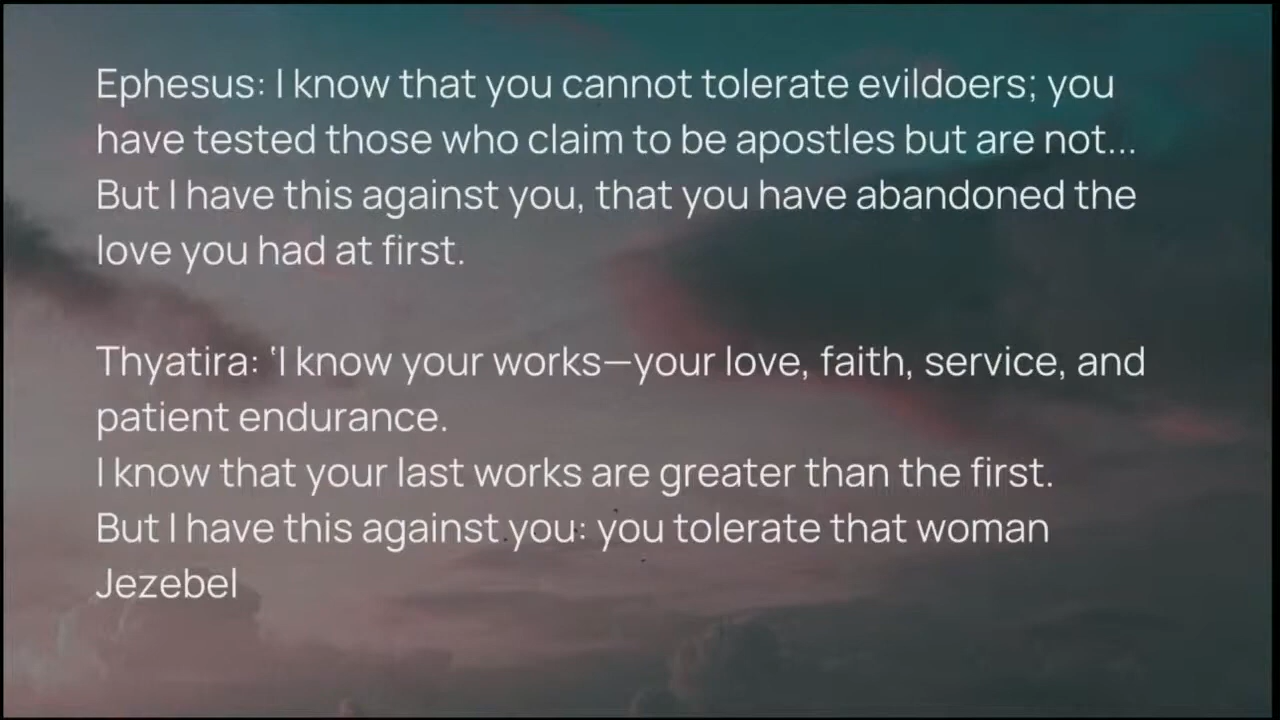 Ephesus: I know that you cannot tolerate evildoers; you
have tested those who claim to be apostles but are not...
But I have this against you, that you have abandoned the
love you had at first.
Thyatira: ‘I know your works—your love, faith, service, and
patient endurance.
I know that your last works are greater than the first.
But I have this against you: you tolerate that woman
Jezebel